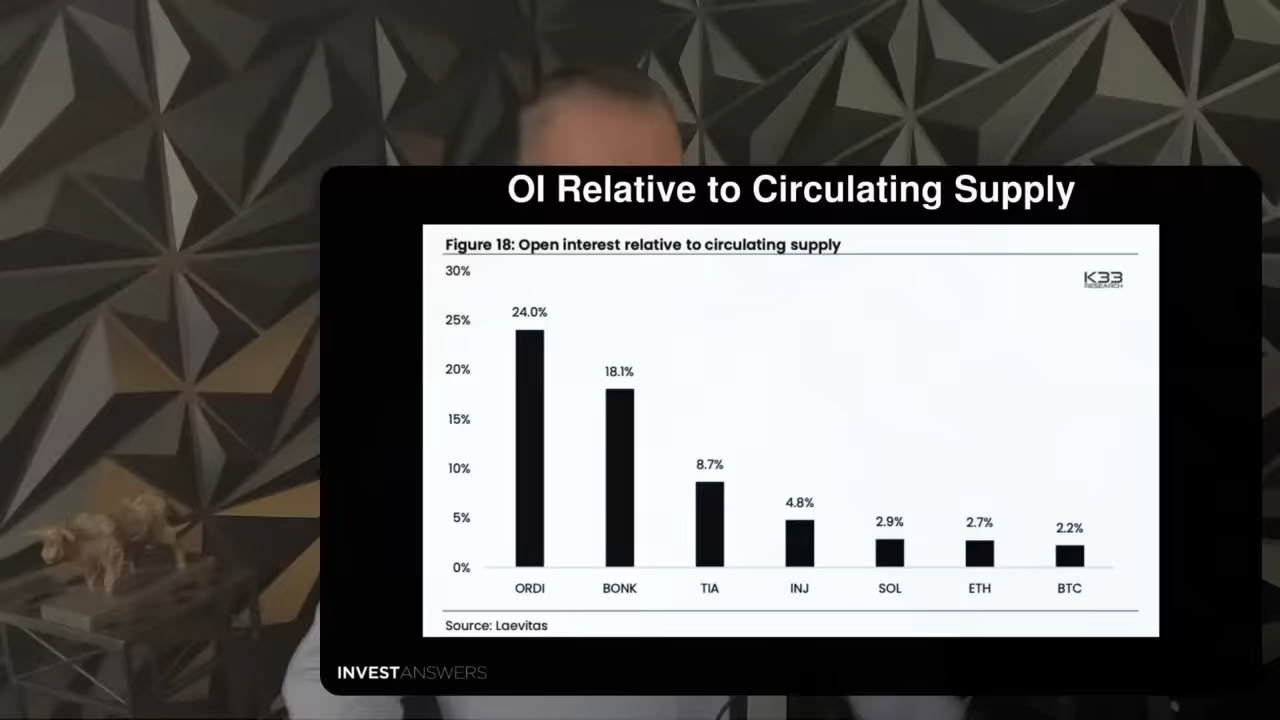 OI Relative to Circulating Supply
Figure 18: Open interest relative to circulating supply
K33
RESEARCH
30%
25%
20%
15%
10%
5%
0%
24.0%
18.1%
8.7%
4.8%
2.9%
2.7%
2.2%
ORDI BONK TIA INJ SOL ETH BTC
Source: Laevitas
INVESTANSWERS